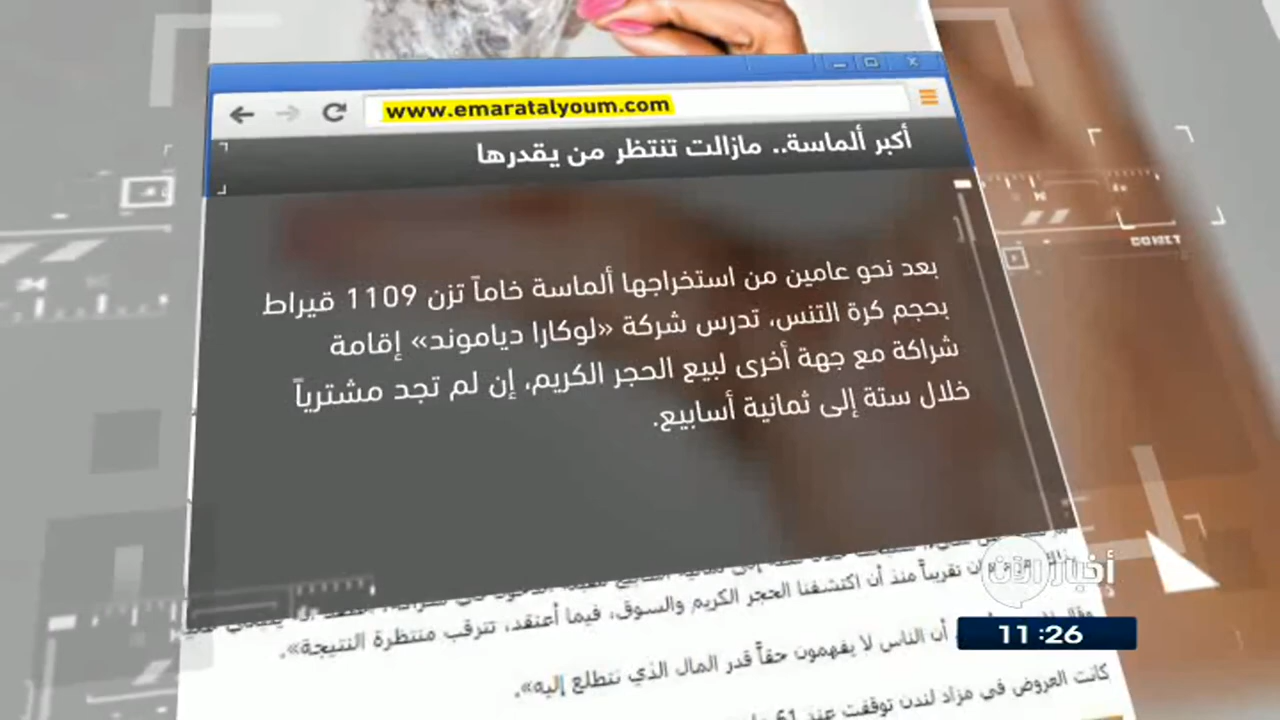 www.emaratalyoum.com
أكبر ألماسة.. مازالت تنتظر من يقدرها
بعد نحو عامين من استخراجها ألماسة خاماً تزن 1109 قيراط
بحجم كرة التنس، تدرس شركة «لوكارا دياموند» إقامة
شراكة مع جهة أخرى لبيع الحجر الكريم، إن لم تجد مشترياً
خلال ستة إلى ثمانية أسابيع.
تقريباً منذ أن اكتشفنا الحجر الكريم والسوق، فيما أعتقد، تترقب منتظرة النتيجة».
أن الناس لا يفهمون حقاً قدر المال الذي نتطلع إليه».
كانت العروض في مزاد لندن توقفت عند 61
أخبار الآن
11:26
COMET